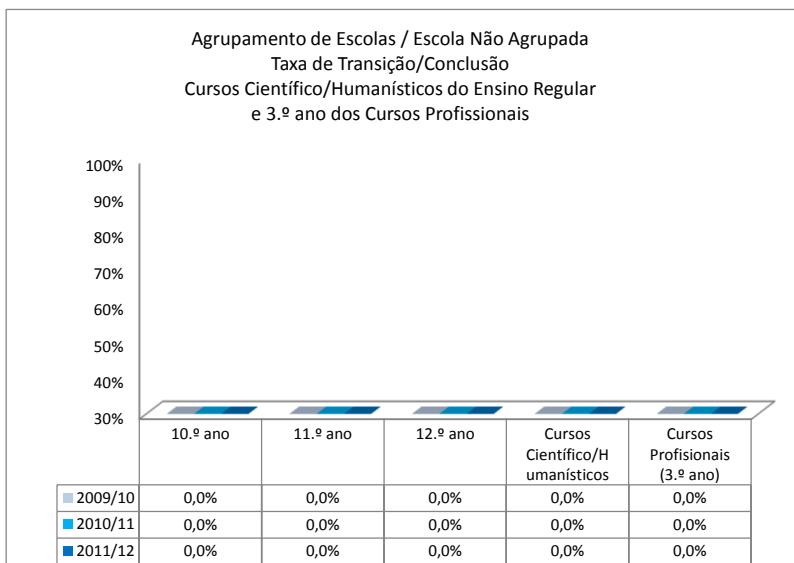 Agrupamento de Escolas / Escola Não Agrupada
Taxa de Transição/Conclusão
Cursos Científico/Humanísticos do Ensino Regular
e 3.º ano dos Cursos Profissionais
100%
90%
80%
70%
60%
50%
40%
30%
10.º ano 11.º ano 12.º ano Cursos Científico/H umanísticos Cursos Profisionais (3.º ano)
2009/10 0,0% 0,0% 0,0% 0,0% 0,0%
2010/11 0,0% 0,0% 0,0% 0,0% 0,0%
2011/12 0,0% 0,0% 0,0% 0,0% 0,0%